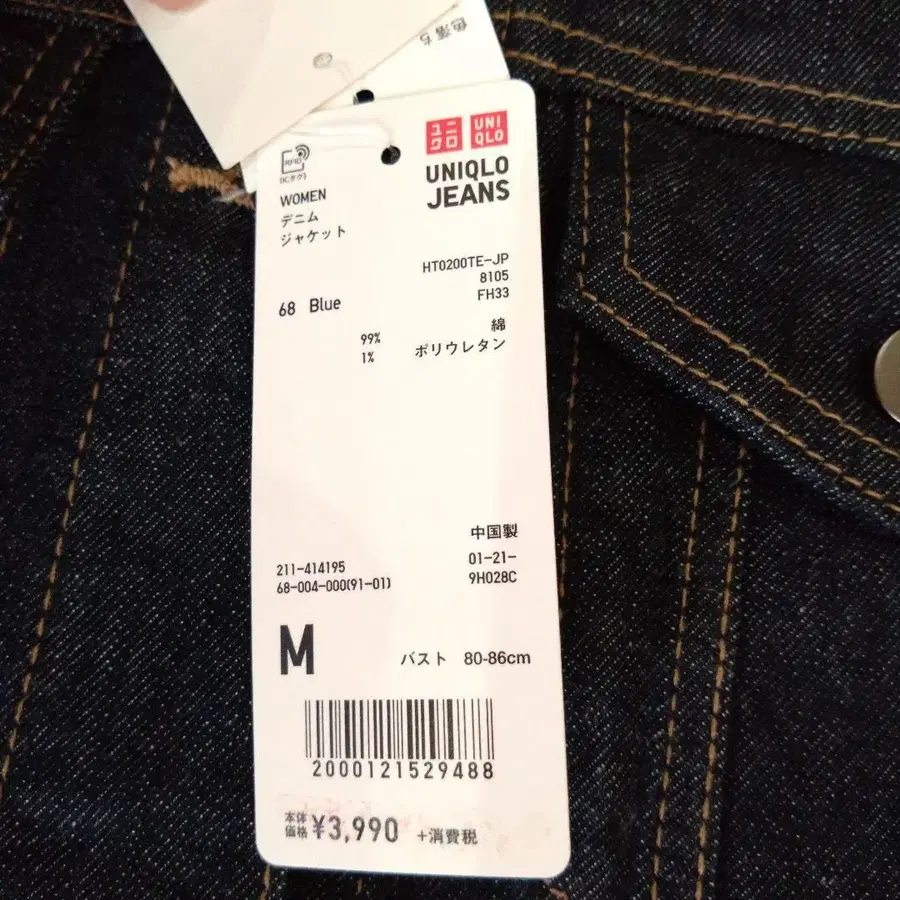 色落ち
RFID
(ICタグ)
ユニ
クロ
UNI
QLO
UNIQLO
JEANS
WOMEN
デニム
ジャケット
HT0200TE-JP
8105
FH33
68 Blue
99% 綿
1% ポリウレタン
中国製
211-414195
01-21-
68-004-000(91-01)
9H028C
M バスト 80-86cm
2000121529488
本体
価格 ¥3,990 +消費税